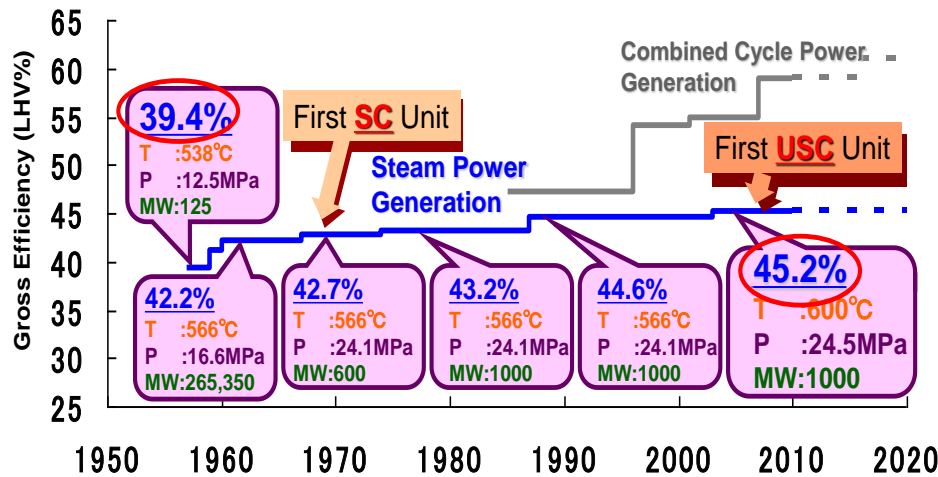 Gross Efficiency (LHV%)
65
60
55
50
45
40
35
30
25
1950
1960
1970
1980
1990
2000
2010
2020
Combined Cycle Power
Generation
Steam Power
Generation
First SC Unit
First USC Unit
39.4%
T :538℃
P :12.5MPa
MW:125
42.2%
T :566℃
P :16.6MPa
MW:265,350
42.7%
T :566℃
P :24.1MPa
MW:600
43.2%
T :566℃
P :24.1MPa
MW:1000
44.6%
T :566℃
P :24.1MPa
MW:1000
45.2%
T :600℃
P :24.5MPa
MW:1000